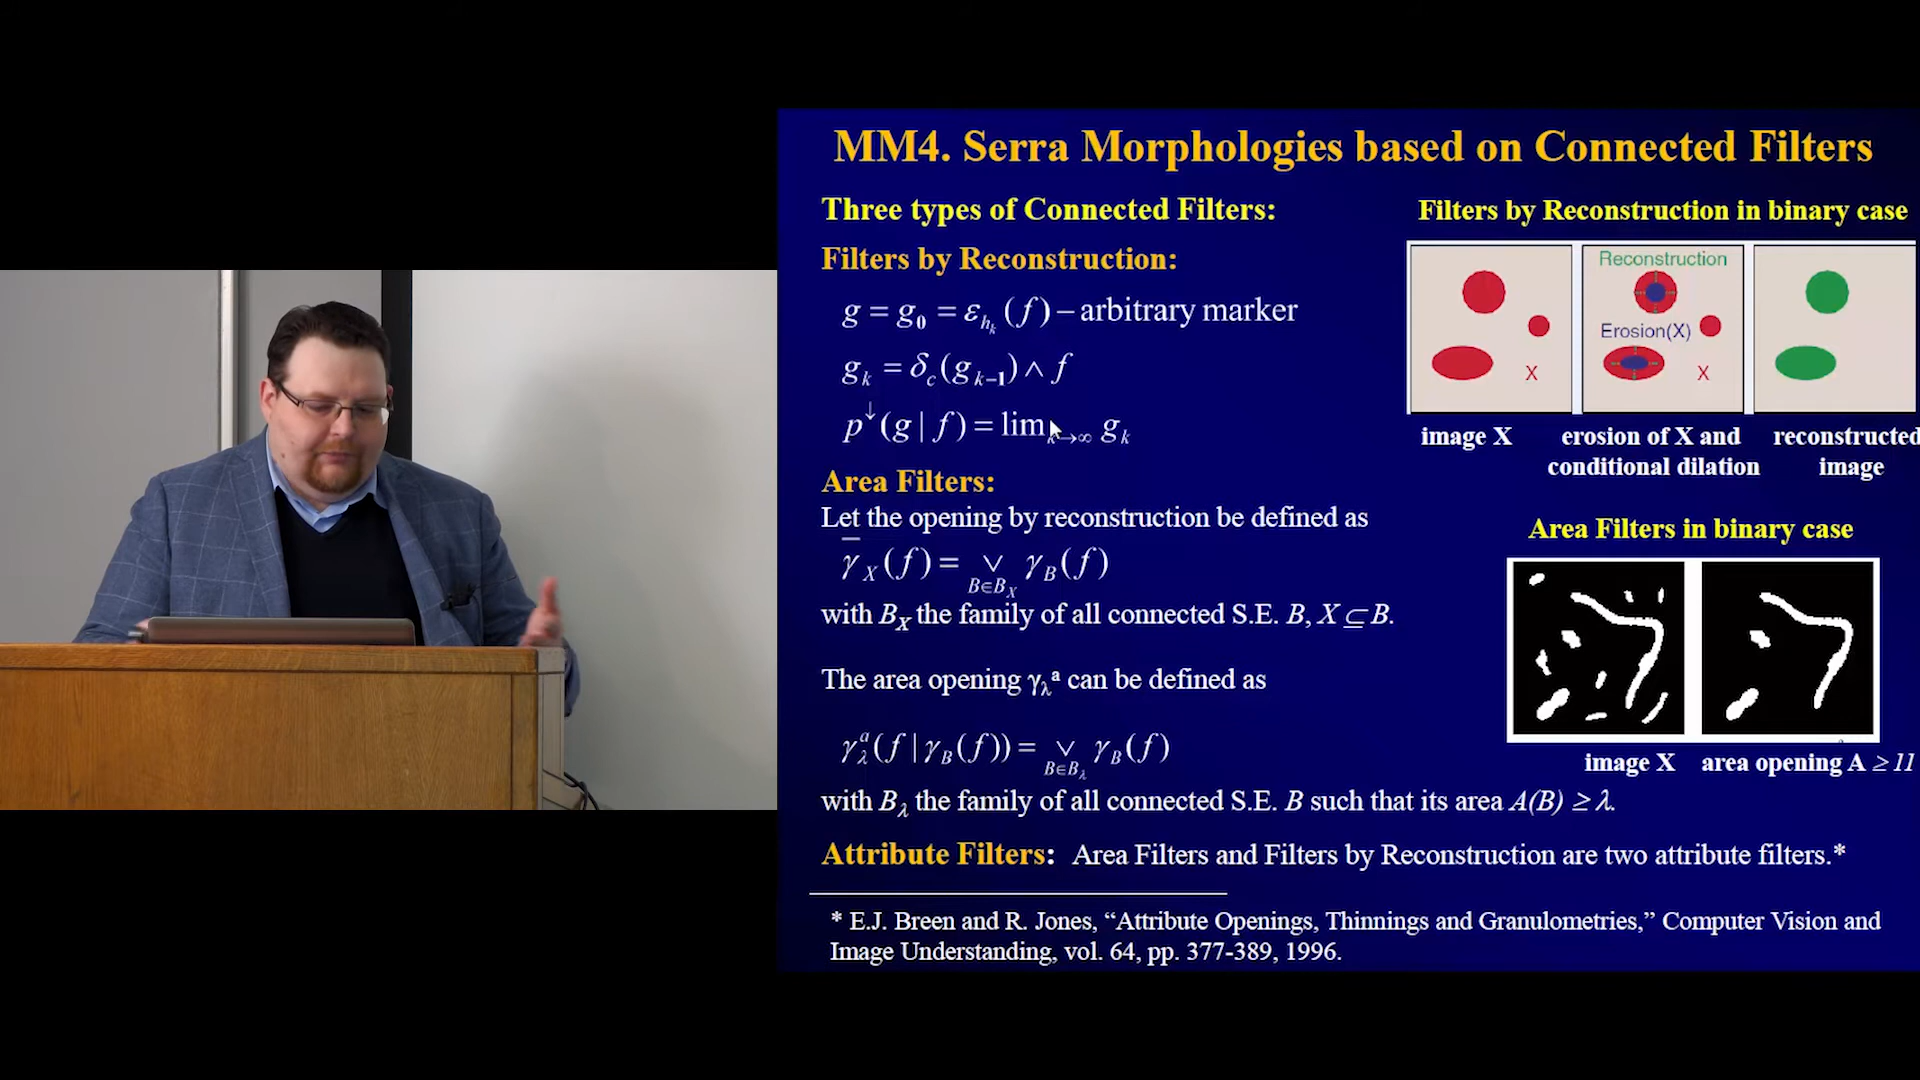 MM4. Serra Morphologies based on Connected Filters
Three types of Connected Filters:
Filters by Reconstruction:
g = g₀ = ε_{h_k}(f) – arbitrary marker
g_k = δ_c(g_{k-1}) ∧ f
p^↓(g | f) = lim_{k→∞} g_k
Area Filters:
Let the opening by reconstruction be defined as
γ̅_X(f) = ∨_{B∈B_X} γ_B(f)
with B_X the family of all connected S.E. B, X ⊆ B.
The area opening γ_λ^a can be defined as
γ_λ^a(f | γ_B(f)) = ∨_{B∈B_λ} γ_B(f)
with B_λ the family of all connected S.E. B such that its area A(B) ≥ λ.
Attribute Filters: Area Filters and Filters by Reconstruction are two attribute filters.*
* E.J. Breen and R. Jones, “Attribute Openings, Thinnings and Granulometries,” Computer Vision and
Image Understanding, vol. 64, pp. 377-389, 1996.
Filters by Reconstruction in binary case
Reconstruction
Erosion(X)
X
X
image X
erosion of X and
conditional dilation
reconstructed
image
Area Filters in binary case
image X
area opening A ≥ 11